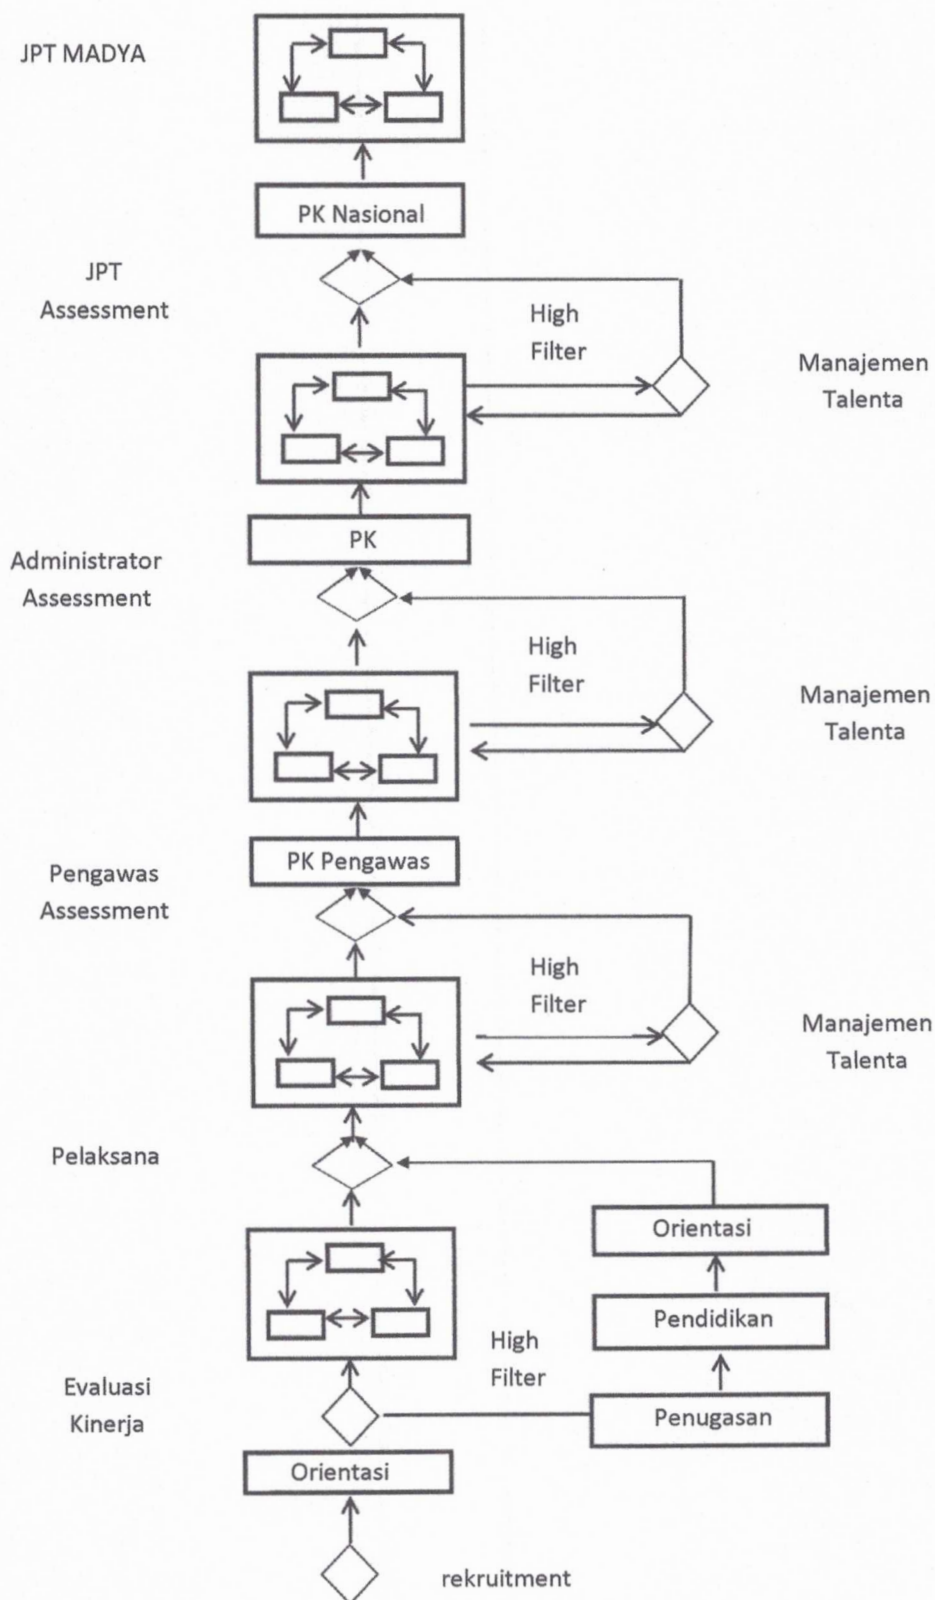 JPT MADYA
PK Nasional
JPT
Assessment
High
Filter
Manajemen
Talenta
PK
Administrator
Assessment
High
Filter
Manajemen
Talenta
PK Pengawas
Pengawas
Assessment
High
Filter
Manajemen
Talenta
Pelaksana
Orientasi
Pendidikan
High
Filter
Evaluasi
Kinerja
Penugasan
Orientasi
rekruitment